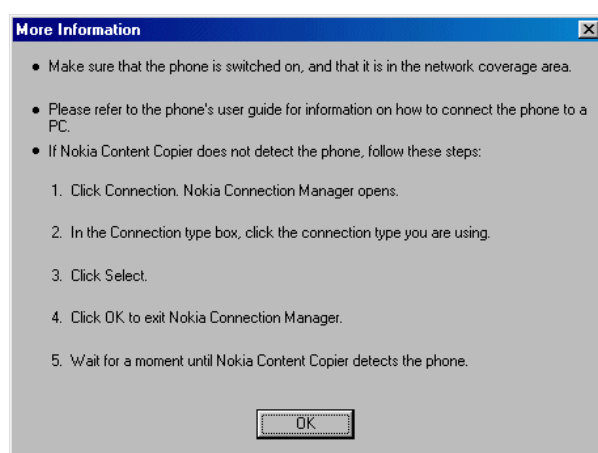 More Information
• Make sure that the phone is switched on, and that it is in the network coverage area.
• Please refer to the phone's user guide for information on how to connect the phone to a
PC.
• If Nokia Content Copier does not detect the phone, follow these steps:
1. Click Connection. Nokia Connection Manager opens.
2. In the Connection type box, click the connection type you are using.
3. Click Select.
4. Click OK to exit Nokia Connection Manager.
5. Wait for a moment until Nokia Content Copier detects the phone.
OK